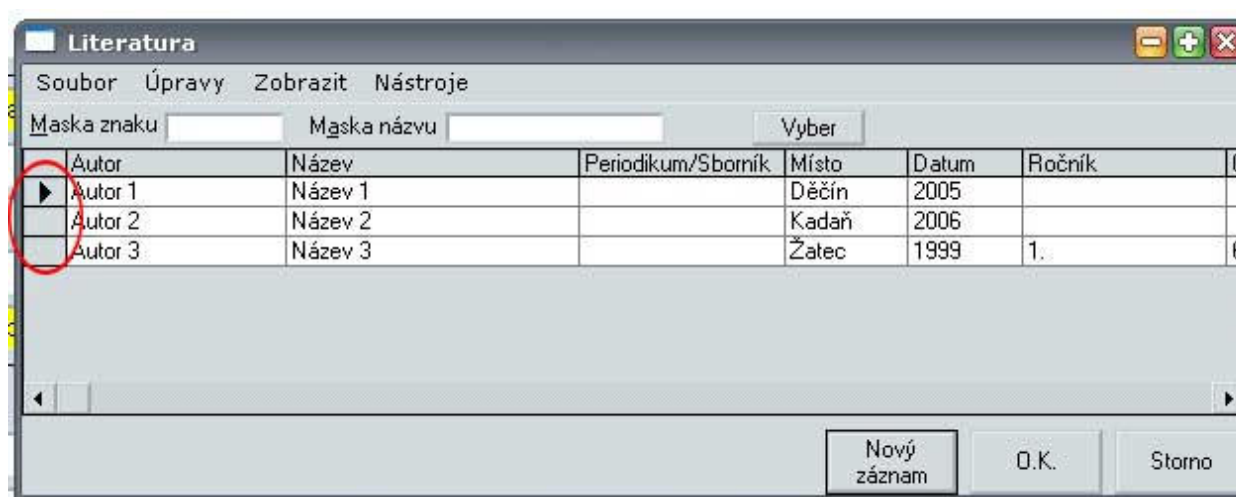 Literatura
Soubor Úpravy Zobrazit Nástroje
Maska znaku Maska názvu Vyber
Autor Název Periodikum/Sborník Místo Datum Ročník
Autor 1 Název 1 Děčín 2005
Autor 2 Název 2 Kadaň 2006
Autor 3 Název 3 Žatec 1999 1.
Nový
záznam
O.K.
Storno